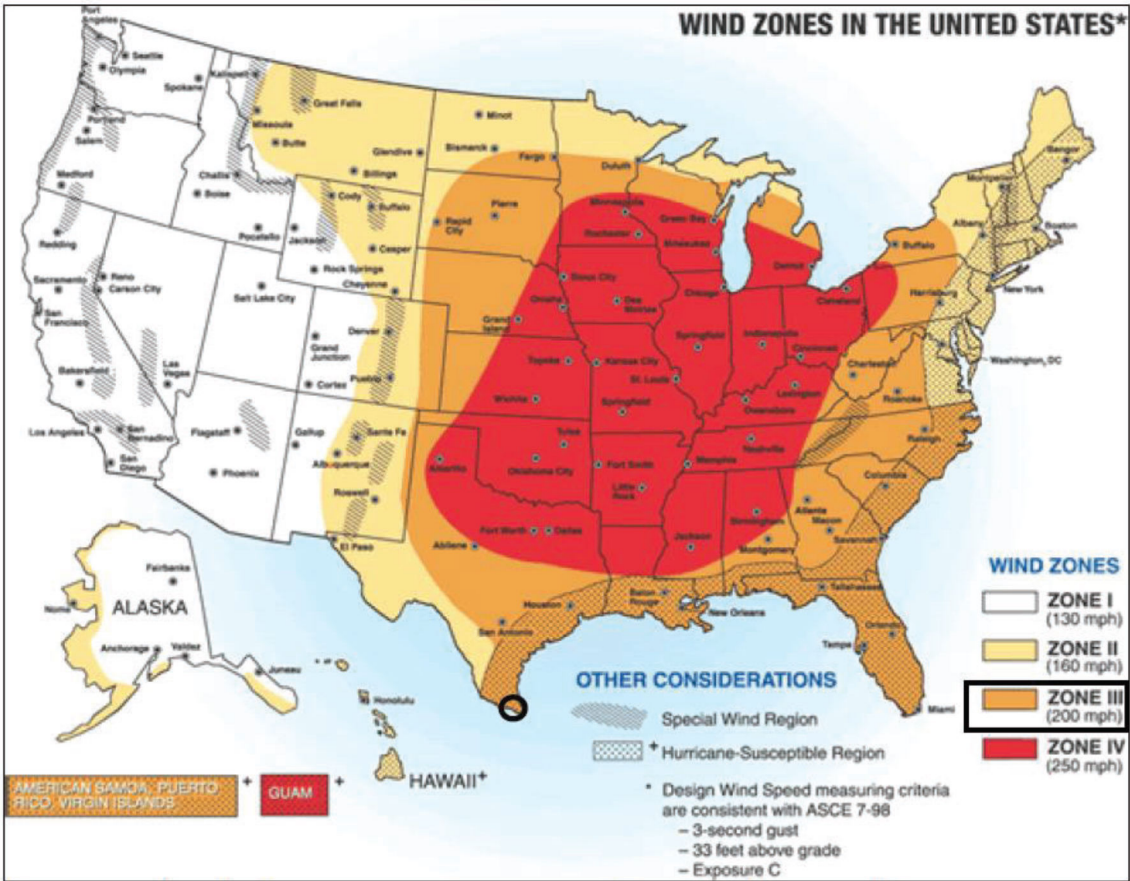 WIND ZONES IN THE UNITED STATES*
Port
Angeles
Seattle
Olympia
Spokane
Kalispell
Great Falls
Missoula
Butte
Glendive
Billings
Minot
Bismarck
Fargo
Duluth
Portland
Salem
Medford
Challis
Boise
Pocatello
Jackson
Cody
Buffalo
Casper
Rock Springs
Cheyenne
Rapid
City
Pierre
Minneapolis
Rochester
Green Bay
Milwaukee
Detroit
Chicago
Buffalo
Albany
Montpelier
Bangor
Boston
New York
Harrisburg
Washington, DC
Cleveland
Redding
Sacramento
San
Francisco
Reno
Carson City
Salt Lake City
Grand
Junction
Denver
Pueblo
Cortez
Sioux City
Omaha
Des
Moines
Grand
Island
Topeka
Kansas City
Wichita
St. Louis
Springfield
Springfield
Indianapolis
Cincinnati
Lexington
Owensboro
Charleston
Roanoke
Raleigh
Bakersfield
Las
Vegas
Los Angeles
San
Bernadino
San
Diego
Flagstaff
Phoenix
Gallup
Santa Fe
Albuquerque
Roswell
El Paso
Amarillo
Tulsa
Oklahoma City
Fort Smith
Little
Rock
Memphis
Nashville
Fort Worth
Dallas
Abilene
Jackson
Birmingham
Montgomery
Atlanta
Macon
Columbia
Savannah
Tallahassee
Orlando
Tampa
Miami
Houston
San Antonio
Baton
Rouge
New Orleans
Fairbanks
Nome
ALASKA
Anchorage
Valdez
Juneau
Honolulu
HAWAII+
AMERICAN SAMOA, PUERTO
RICO, VIRGIN ISLANDS
+
GUAM
+
OTHER CONSIDERATIONS
Special Wind Region
+ Hurricane-Susceptible Region
* Design Wind Speed measuring criteria
are consistent with ASCE 7-98
– 3-second gust
– 33 feet above grade
– Exposure C
WIND ZONES
ZONE I
(130 mph)
ZONE II
(160 mph)
ZONE III
(200 mph)
ZONE IV
(250 mph)